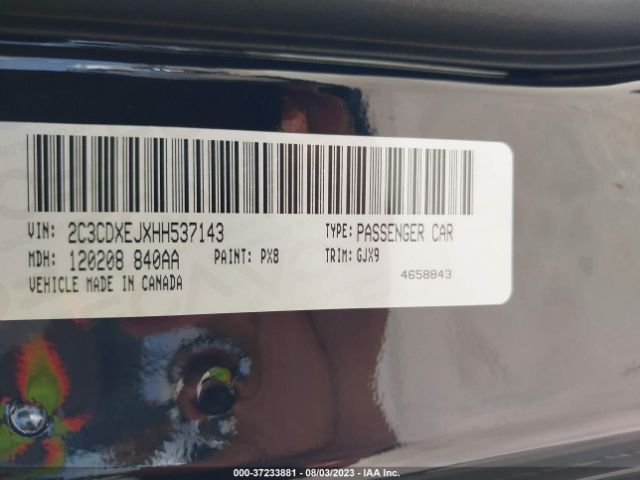 VIN: 2C3CDXEJXHH537143 TYPE: PASSENGER CAR
MDH: 120208 840AA PAINT: PX8 TRIM: GJX9
VEHICLE MADE IN CANADA 4658843
000-37233881 - 08/03/2023 - IAA Inc.